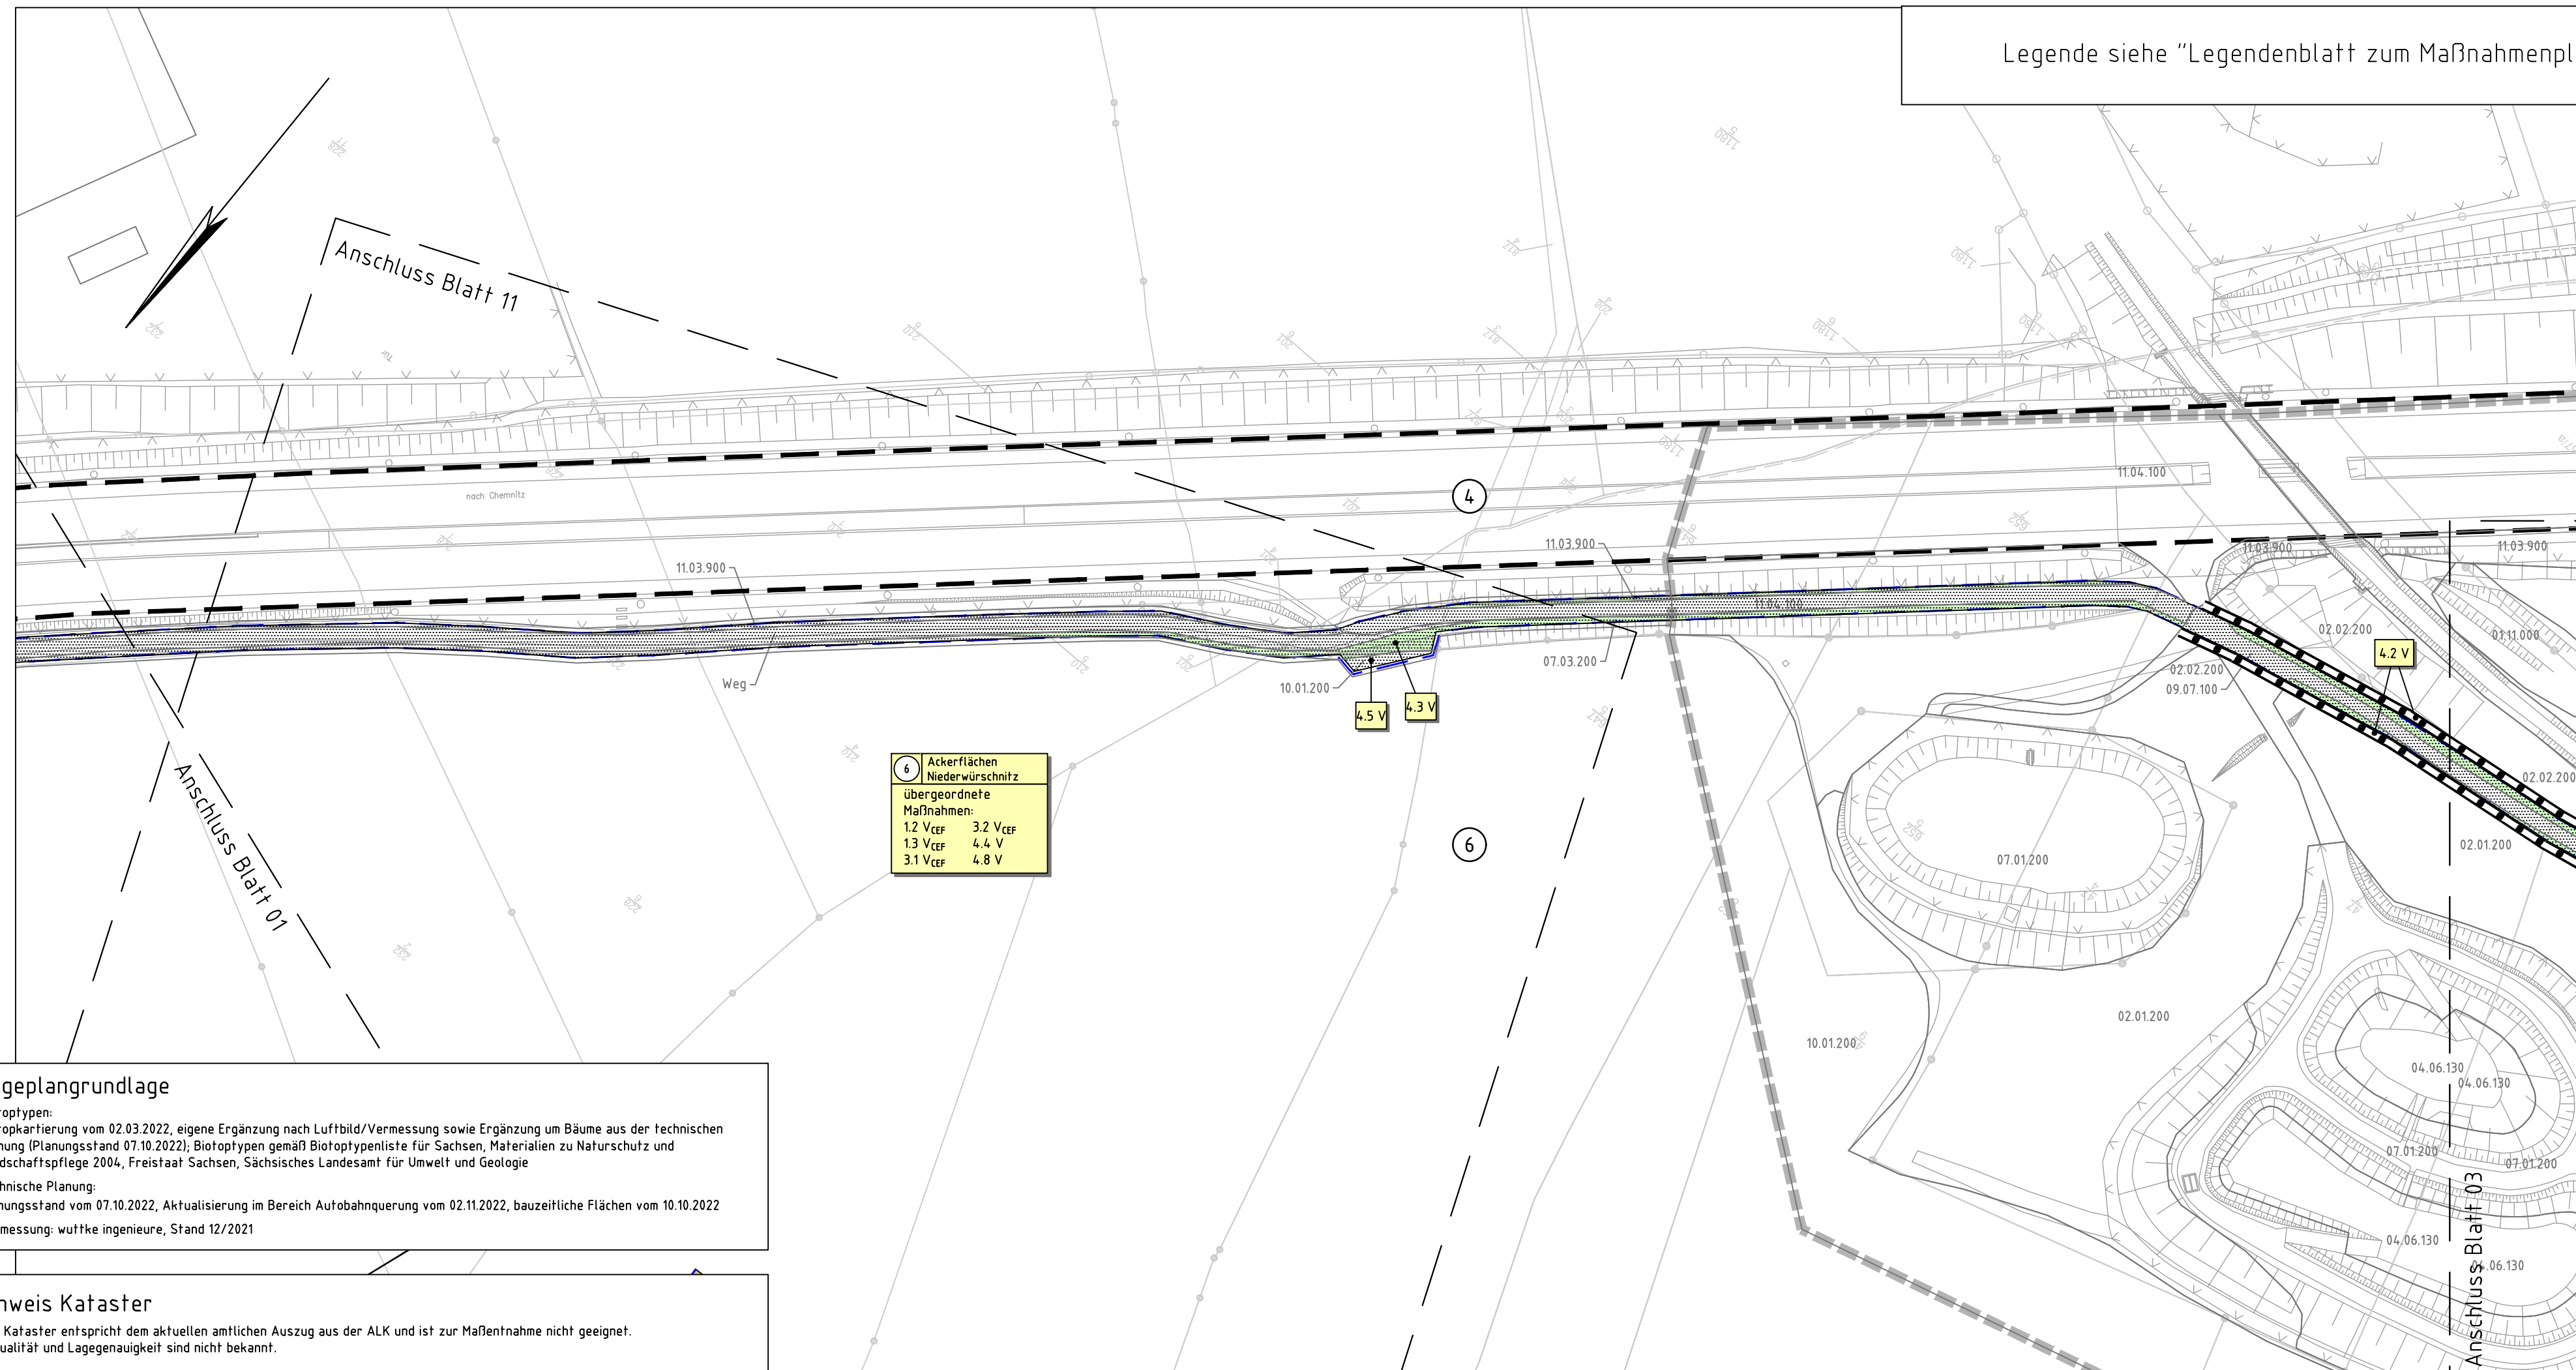 Legende siehe "Legendenblatt zum Maßnahmenpl
Anschluss Blatt 11
nach Chemnitz
Tür
4
11.04.100
11.03.900
11.03.900
11.03.900
11.03.900
11.04.100
02.02.200
01.11.000
4.2 V
02.02.200
09.07.100
07.03.200
10.01.200
Weg
4.5 V
4.3 V
6
Ackerflächen
Niederwürschnitz
übergeordnete
Maßnahmen:
1.2 VCEF 3.2 VCEF
1.3 VCEF 4.4 V
3.1 VCEF 4.8 V
6
Anschluss Blatt 01
02.02.200
02.01.200
07.01.200
02.01.200
10.01.200
04.06.130
04.06.130
07.01.200
07.01.200
04.06.130
04.06.130
Anschluss Blatt 03
geplangrundlage
toptypen:
topkartierung vom 02.03.2022, eigene Ergänzung nach Luftbild/Vermessung sowie Ergänzung um Bäume aus der technischen
nung (Planungsstand 07.10.2022); Biotoptypen gemäß Biotoptypenliste für Sachsen, Materialien zu Naturschutz und
dschaftspflege 2004, Freistaat Sachsen, Sächsisches Landesamt für Umwelt und Geologie
hnische Planung:
nungsstand vom 07.10.2022, Aktualisierung im Bereich Autobahnquerung vom 02.11.2022, bauzeitliche Flächen vom 10.10.2022
messung: wuttke ingenieure, Stand 12/2021
nweis Kataster
Kataster entspricht dem aktuellen amtlichen Auszug aus der ALK und ist zur Maßentnahme nicht geeignet.
ualität und Lagegenauigkeit sind nicht bekannt.